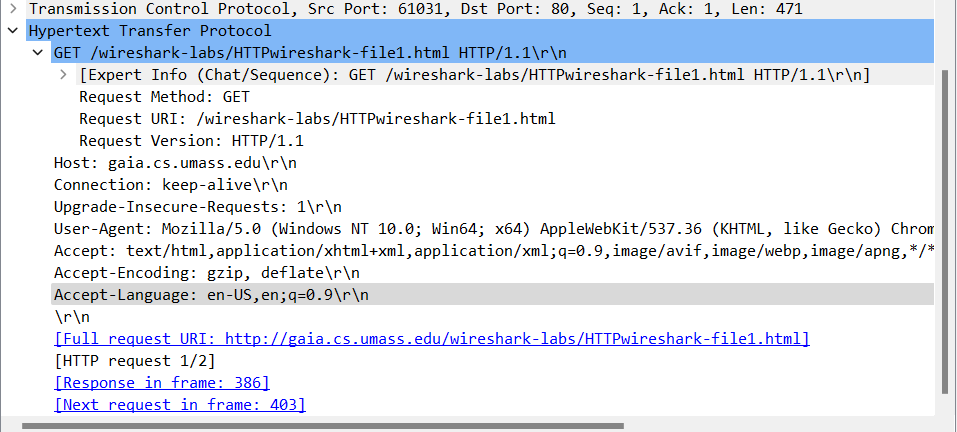 Transmission Control Protocol, Src Port: 61031, Dst Port: 80, Seq: 1, Ack: 1, Len: 471
Hypertext Transfer Protocol
GET /wireshark-labs/HTTPwireshark-file1.html HTTP/1.1\r\n
[Expert Info (Chat/Sequence): GET /wireshark-labs/HTTPwireshark-file1.html HTTP/1.1\r\n]
Request Method: GET
Request URI: /wireshark-labs/HTTPwireshark-file1.html
Request Version: HTTP/1.1
Host: gaia.cs.umass.edu\r\n
Connection: keep-alive\r\n
Upgrade-Insecure-Requests: 1\r\n
User-Agent: Mozilla/5.0 (Windows NT 10.0; Win64; x64) AppleWebKit/537.36 (KHTML, like Gecko) Chrom
Accept: text/html,application/xhtml+xml,application/xml;q=0.9,image/avif,image/webp,image/apng,*/*
Accept-Encoding: gzip, deflate\r\n
Accept-Language: en-US,en;q=0.9\r\n
\r\n
[Full request URI: http://gaia.cs.umass.edu/wireshark-labs/HTTPwireshark-file1.html]
[HTTP request 1/2]
[Response in frame: 386]
[Next request in frame: 403]